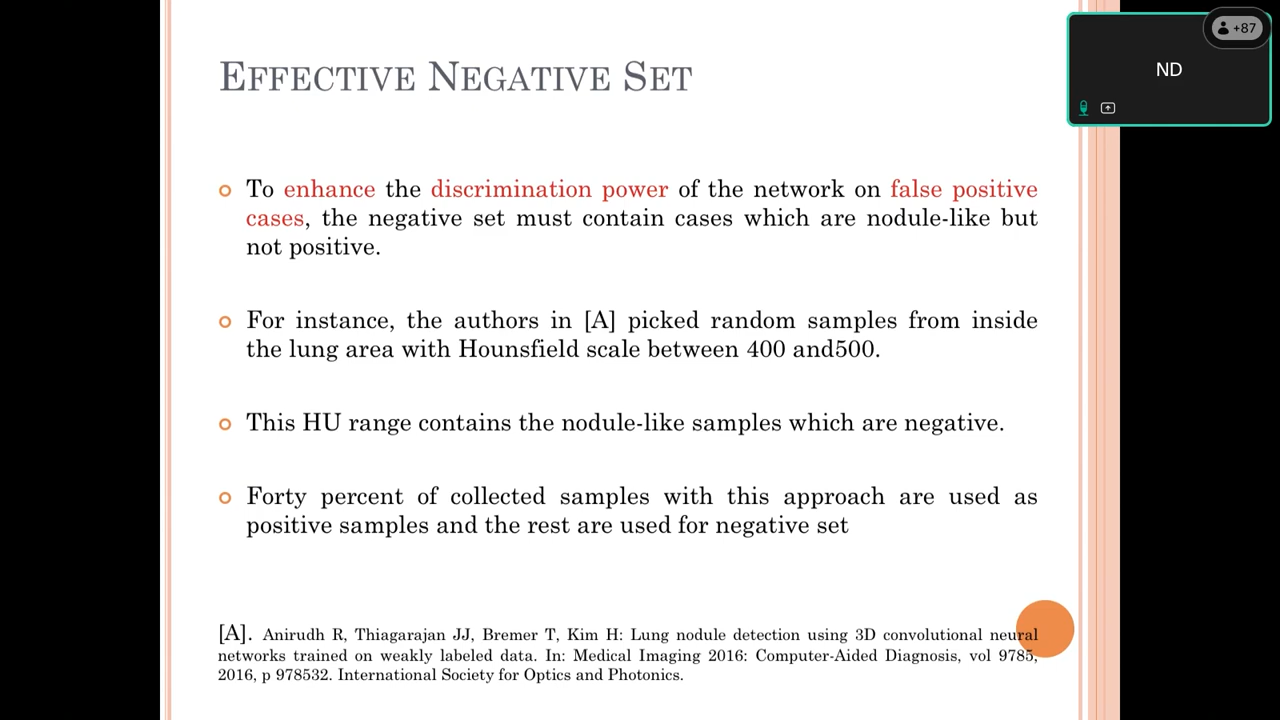 EFFECTIVE NEGATIVE SET
+87
ND
To enhance the discrimination power of the network on false positive
cases, the negative set must contain cases which are nodule-like but
not positive.
For instance, the authors in [A] picked random samples from inside
the lung area with Hounsfield scale between 400 and500.
This HU range contains the nodule-like samples which are negative.
Forty percent of collected samples with this approach are used as
positive samples and the rest are used for negative set
[A]. Anirudh R, Thiagarajan JJ, Bremer T, Kim H: Lung nodule detection using 3D convolutional neural
networks trained on weakly labeled data. In: Medical Imaging 2016: Computer-Aided Diagnosis, vol 9785,
2016, p 978532. International Society for Optics and Photonics.